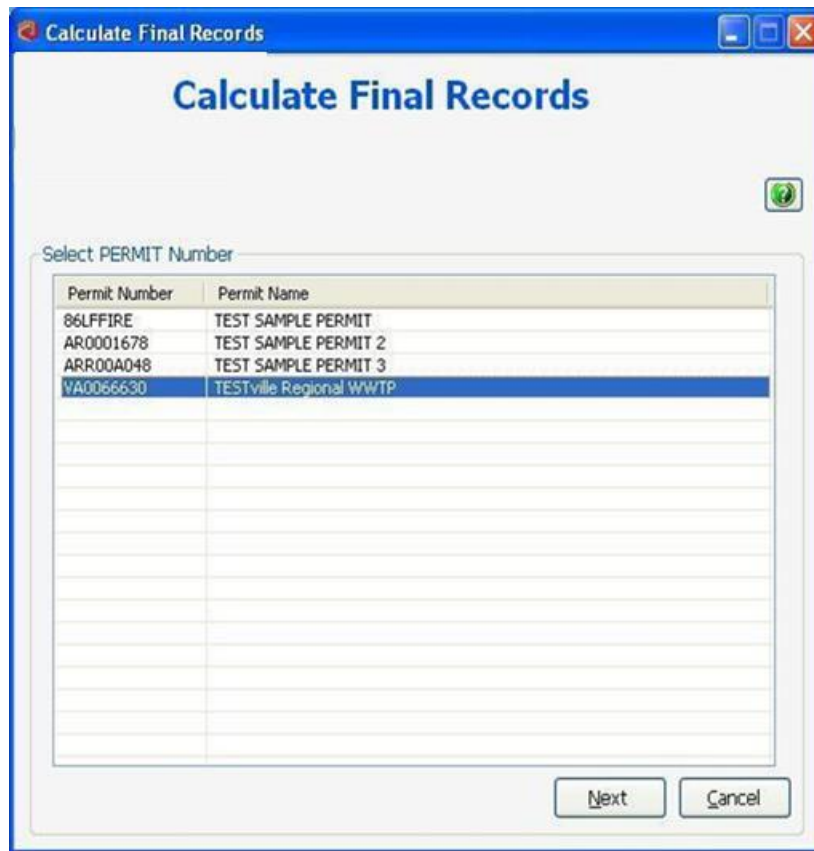 Calculate Final Records
Calculate Final Records
Select PERMIT Number
Permit Number Permit Name
86LFFIRE TEST SAMPLE PERMIT
AR0001678 TEST SAMPLE PERMIT 2
ARR00A048 TEST SAMPLE PERMIT 3
VA0066630 TESTville Regional WWTP
Next Cancel